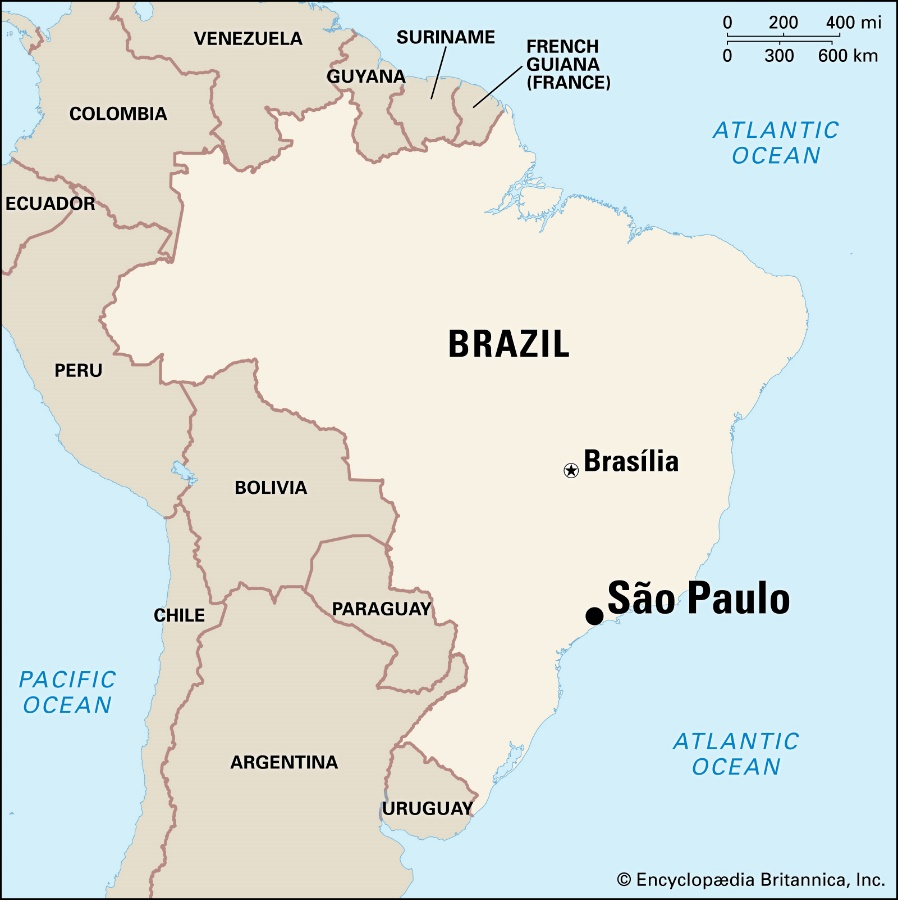 0 200 400 mi
0 300 600 km
VENEZUELA
SURINAME
FRENCH
GUIANA
(FRANCE)
GUYANA
COLOMBIA
ATLANTIC
OCEAN
ECUADOR
BRAZIL
PERU
Brasília
BOLIVIA
São Paulo
PARAGUAY
CHILE
PACIFIC
OCEAN
ATLANTIC
OCEAN
ARGENTINA
URUGUAY
© Encyclopædia Britannica, Inc.